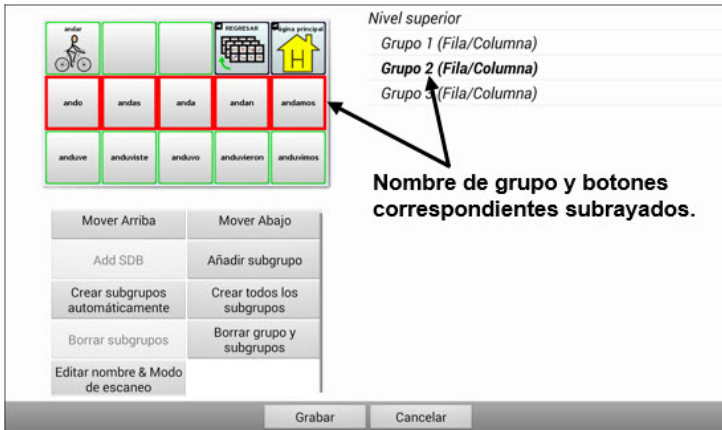 andar
REGRESAR
Página principal
H
ando
andas
anda
andan
andamos
anduve
anduviste
anduvo
anduvieron
anduvimos
Nivel superior
Grupo 1 (Fila/Columna)
Grupo 2 (Fila/Columna)
Grupo 3 (Fila/Columna)
Nombre de grupo y botones
correspondientes subrayados.
Mover Arriba
Mover Abajo
Add SDB
Añadir subgrupo
Crear subgrupos
automáticamente
Crear todos los
subgrupos
Borrar subgrupos
Borrar grupo y
subgrupos
Editar nombre & Modo
de escaneo
Grabar
Cancelar